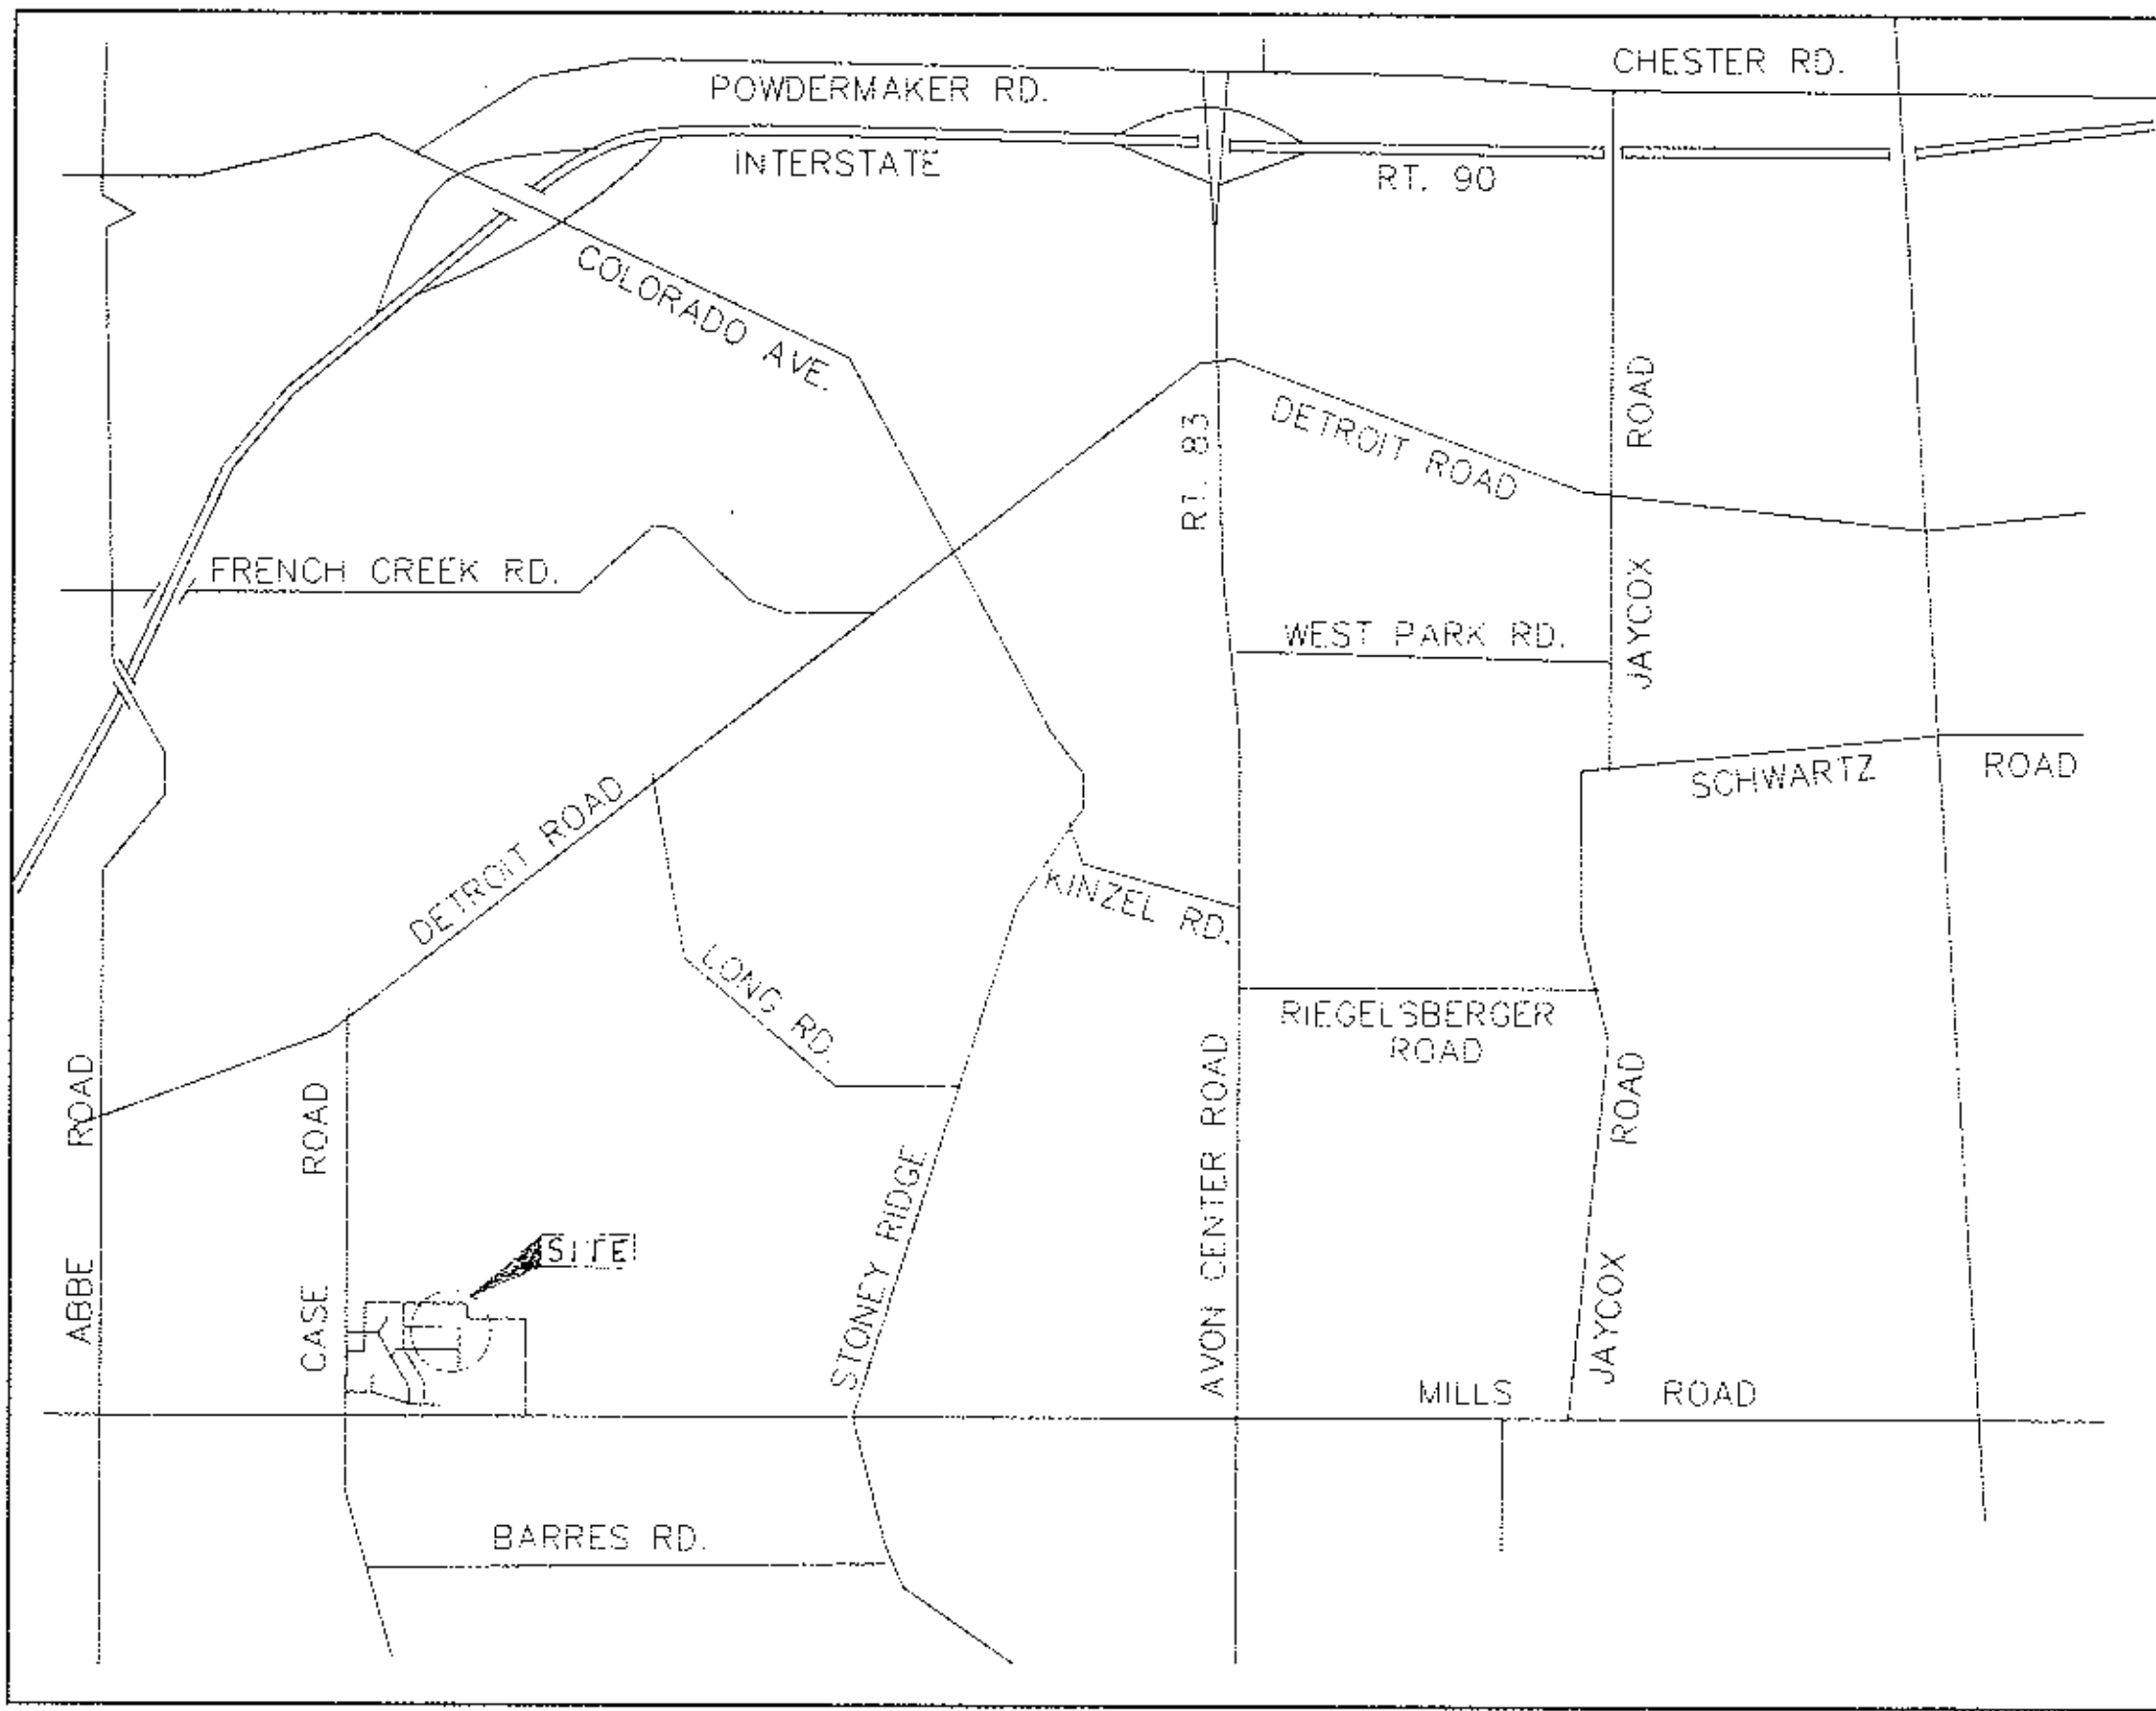 CHESTER RD.
POWDERMAKER RD.
INTERSTATE
RT. 90
COLORADO AVE.
DETROIT ROAD
RT. 83
JAYCOX ROAD
FRENCH CREEK RD.
WEST PARK RD.
SCHWARTZ ROAD
DETROIT ROAD
KINZEL RD.
LONG RD.
RIEGELSBERGER
ROAD
ABBE ROAD
CASE ROAD
STONEY RIDGE
AVON CENTER ROAD
JAYCOX ROAD
SITE
MILLS ROAD
BARRES RD.